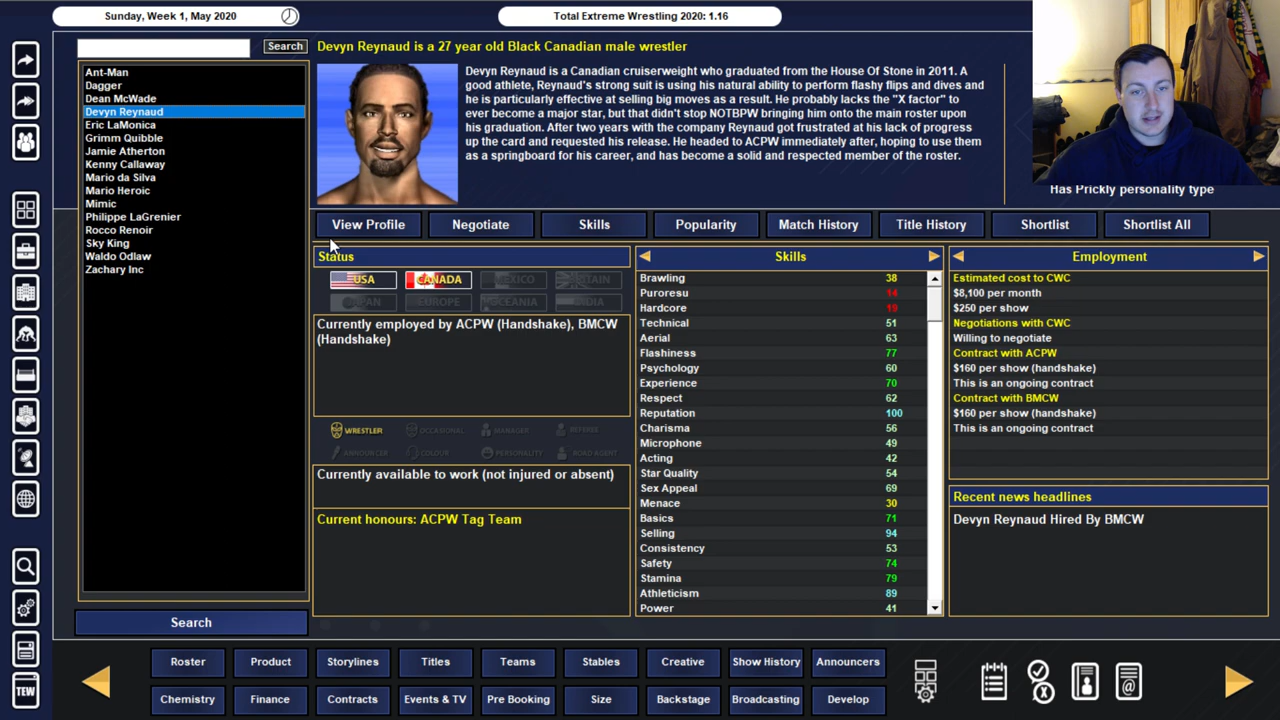 Sunday, Week 1, May 2020
Total Extreme Wrestling 2020: 1.16
Search
Devyn Reynaud is a 27 year old Black Canadian male wrestler
Ant-Man
Dagger
Dean McWade
Devyn Reynaud
Eric LaMonica
Grimm Quibble
Jamie Atherton
Kenny Callaway
Mario da Silva
Mario Heroic
Mimic
Philippe LaGrenier
Rocco Renoir
Sky King
Waldo Odlaw
Zachary Inc
Search
Devyn Reynaud is a Canadian cruiserweight who graduated from the House Of Stone in 2011. A
good athlete, Reynaud's strong suit is using his natural ability to perform flashy flips and dives and
he is particularly effective at selling big moves as a result. He probably lacks the "X factor" to
ever become a major star, but that didn't stop NOTBPW bringing him onto the main roster upon
his graduation. After two years with the company Reynaud got frustrated at his lack of progress
up the card and requested his release. He headed to ACPW immediately after, hoping to use them
as a springboard for his career, and has become a solid and respected member of the roster.
Has Prickly personality type
View Profile
Negotiate
Skills
Popularity
Match History
Title History
Shortlist
Shortlist All
Status
USA
CANADA
MEXICO
BRITAIN
JAPAN
EUROPE
OCEANIA
INDIA
Currently employed by ACPW (Handshake), BMCW
(Handshake)
WRESTLER
OCCASIONAL
MANAGER
REFEREE
ANNOUNCER
COLOUR
PERSONALITY
ROAD AGENT
Currently available to work (not injured or absent)
Current honours: ACPW Tag Team
Skills
Brawling 38
Puroresu 14
Hardcore 19
Technical 51
Aerial 63
Flashiness 77
Psychology 60
Experience 70
Respect 62
Reputation 100
Charisma 56
Microphone 49
Acting 42
Star Quality 54
Sex Appeal 69
Menace 30
Basics 71
Selling 94
Consistency 53
Safety 74
Stamina 79
Athleticism 89
Power 41
Employment
Estimated cost to CWC
$8,100 per month
$250 per show
Negotiations with CWC
Willing to negotiate
Contract with ACPW
$160 per show (handshake)
This is an ongoing contract
Contract with BMCW
$160 per show (handshake)
This is an ongoing contract
Recent news headlines
Devyn Reynaud Hired By BMCW
Roster
Product
Storylines
Titles
Teams
Stables
Creative
Show History
Announcers
Chemistry
Finance
Contracts
Events & TV
Pre Booking
Size
Backstage
Broadcasting
Develop
TEW